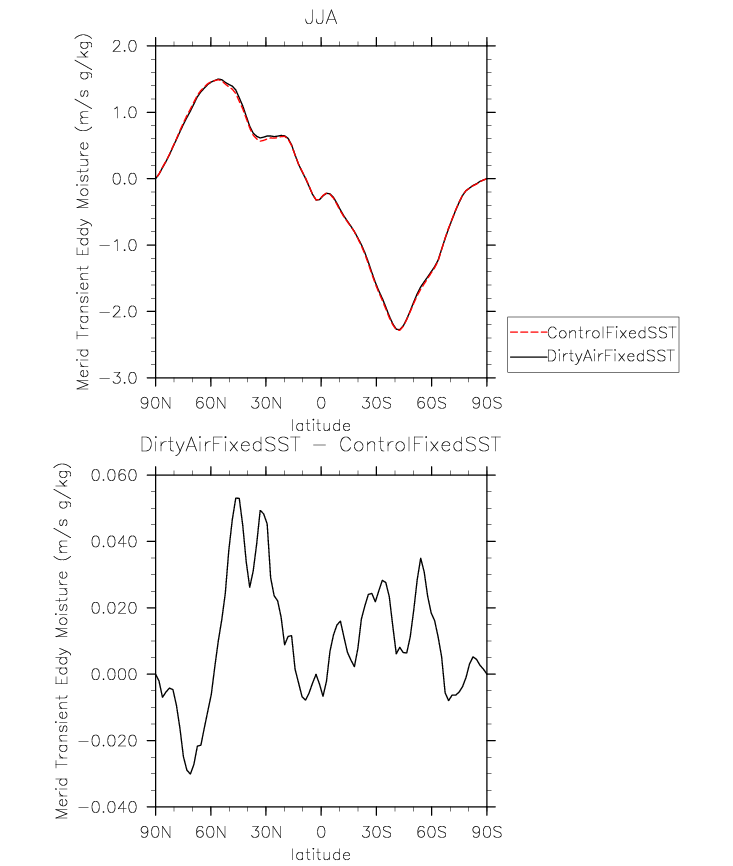 JJA
Merid Transient Eddy Moisture (m/s g/kg)
2.0
1.0
0.0
−1.0
−2.0
−3.0
90N 60N 30N 0 30S 60S 90S
latitude
ControlFixedSST
DirtyAirFixedSST
DirtyAirFixedSST − ControlFixedSST
Merid Transient Eddy Moisture (m/s g/kg)
0.060
0.040
0.020
0.000
−0.020
−0.040
90N 60N 30N 0 30S 60S 90S
latitude